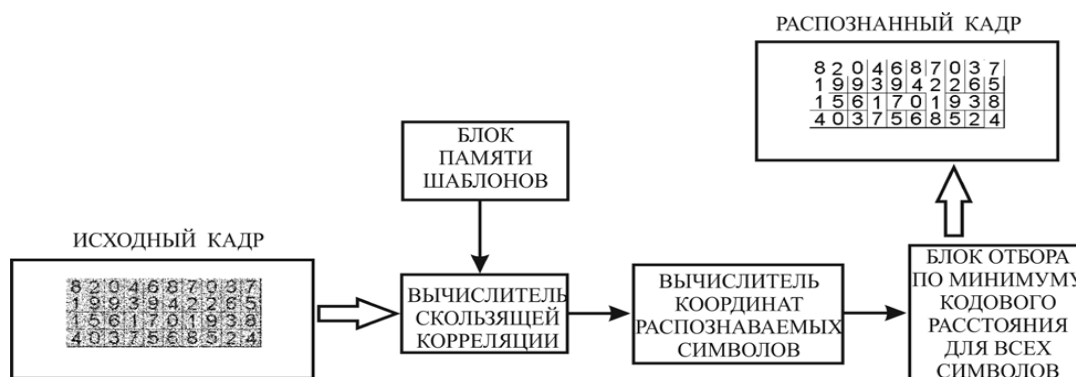 РАСПОЗНАННЫЙ КАДР
8 2 0 4 6 8 7 0 3 7
1 9 9 3 9 4 2 2 6 5
1 5 6 1 7 0 1 9 3 8
4 0 3 7 5 6 8 5 2 4
БЛОК
ПАМЯТИ
ШАБЛОНОВ
ИСХОДНЫЙ КАДР
8 2 0 4 6 8 7 0 3 7
1 9 9 3 9 4 2 2 6 5
1 5 6 1 7 0 1 9 3 8
4 0 3 7 5 6 8 5 2 4
ВЫЧИСЛИТЕЛЬ
СКОЛЬЗЯЩЕЙ
КОРРЕЛЯЦИИ
ВЫЧИСЛИТЕЛЬ
КООРДИНАТ
РАСПОЗНАВАЕМЫХ
СИМВОЛОВ
БЛОК ОТБОРА
ПО МИНИМУМУ
КОДОВОГО
РАССТОЯНИЯ
ДЛЯ ВСЕХ
СИМВОЛОВ